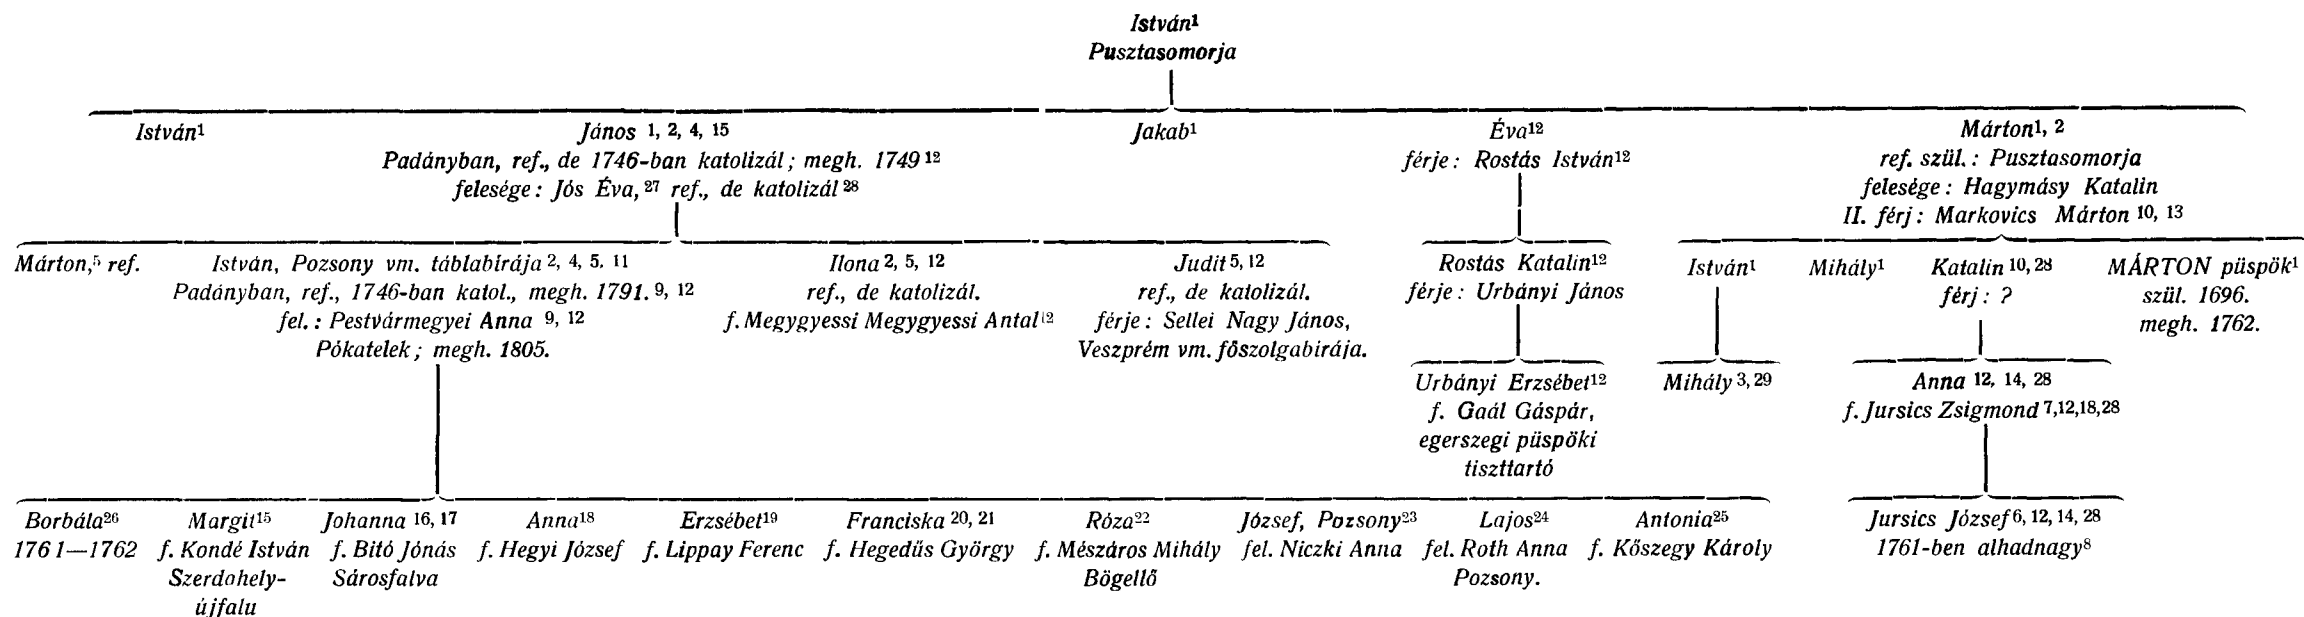 István¹
Pusztasomorja
István¹
János 1, 2, 4, 15
Padányban, ref., de 1746-ban katolizál; megh. 1749 12
felesége: Jós Éva, 27 ref., de katolizál 28
Jakab¹
Éva12
férje: Rostás István12
Márton1, 2
ref. szül.: Pusztasomorja
felesége: Hagymásy Katalin
II. férj: Markovics Márton 10, 13
Márton,5 ref.
István, Pozsony vm. táblabírája 2, 4, 5. 11
Padányban, ref., 1746-ban katol., megh. 1791. 9, 12
fel.: Pestvármegyei Anna 9, 12
Pókatelek; megh. 1805.
Ilona 2, 5, 12
ref., de katolizál.
f. Megygyessi Megygyessi Antal12
Judit 5, 12
ref., de katolizál.
férje: Sellei Nagy János,
Veszprém vm. főszolgabirája.
Rostás Katalin12
férje: Urbányi János
István¹
Mihály¹
Katalin 10, 28
férj: ?
MÁRTON püspök¹
szül. 1696.
megh. 1762.
Urbányi Erzsébet12
f. Gaál Gáspár,
egerszegi püspöki
tiszttartó
Mihály 3, 29
Anna 12, 14, 28
f. Jursics Zsigmond 7,12,18,28
Borbála26
1761—1762
Margit15
f. Kondé István
Szerdahely-
újfalu
Johanna 16, 17
f. Bitó Jónás
Sárosfalva
Anna18
f. Hegyi József
Erzsébet19
f. Lippay Ferenc
Franciska 20, 21
f. Hegedűs György
Róza22
f. Mészáros Mihály
Bögellő
József, Pozsony23
fel. Niczki Anna
Lajos24
fel. Roth Anna
Pozsony.
Antonia25
f. Kőszegy Károly
Jursics József 6, 12, 14, 28
1761-ben alhadnagy8